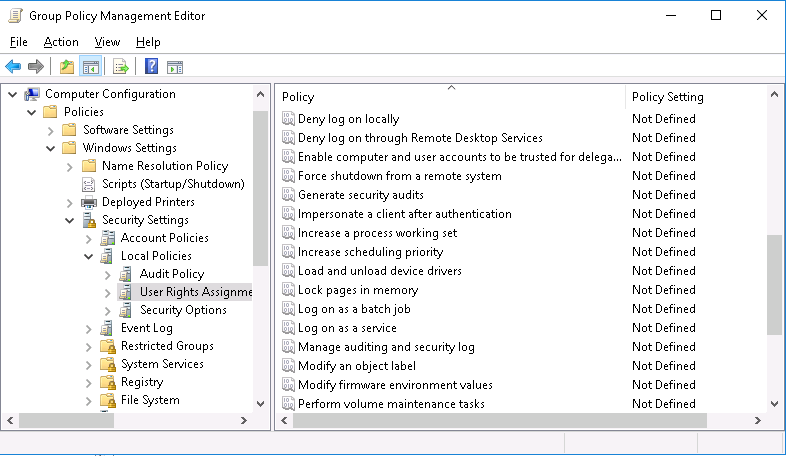 Group Policy Management Editor
File Action View Help
Computer Configuration
Policies
Software Settings
Windows Settings
Name Resolution Policy
Scripts (Startup/Shutdown)
Deployed Printers
Security Settings
Account Policies
Local Policies
Audit Policy
User Rights Assignme
Security Options
Event Log
Restricted Groups
System Services
Registry
File System
Policy Policy Setting
Deny log on locally Not Defined
Deny log on through Remote Desktop Services Not Defined
Enable computer and user accounts to be trusted for delega... Not Defined
Force shutdown from a remote system Not Defined
Generate security audits Not Defined
Impersonate a client after authentication Not Defined
Increase a process working set Not Defined
Increase scheduling priority Not Defined
Load and unload device drivers Not Defined
Lock pages in memory Not Defined
Log on as a batch job Not Defined
Log on as a service Not Defined
Manage auditing and security log Not Defined
Modify an object label Not Defined
Modify firmware environment values Not Defined
Perform volume maintenance tasks Not Defined